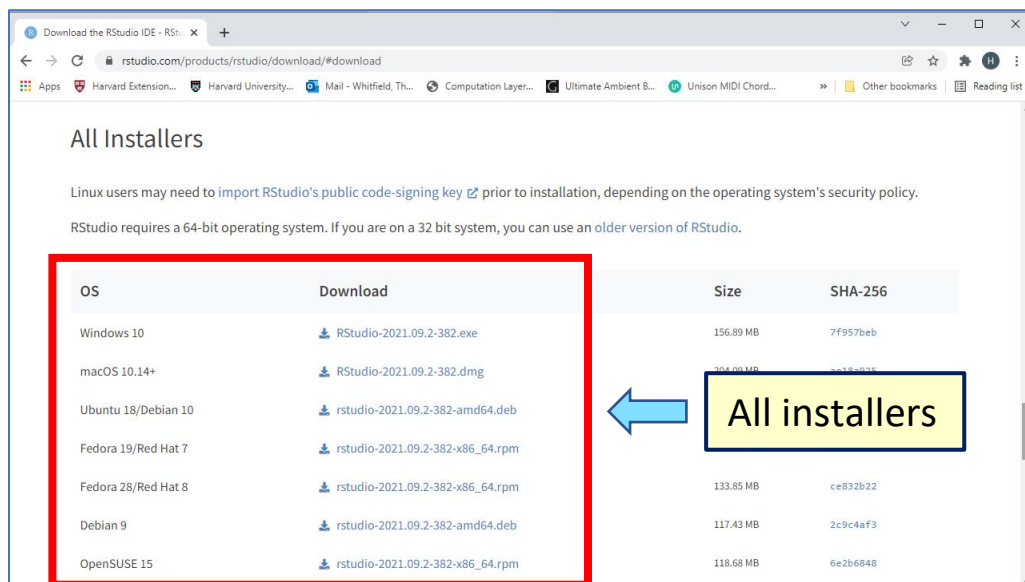 Download the RStudio IDE - RStu
rstudio.com/products/rstudio/download/#download
H
Apps Harvard Extension... Harvard University... Mail - Whitfield, Th... Computation Layer... Ultimate Ambient B... Unison MIDI Chord... » Other bookmarks Reading list
All Installers
Linux users may need to import RStudio's public code-signing key prior to installation, depending on the operating system's security policy.
RStudio requires a 64-bit operating system. If you are on a 32 bit system, you can use an older version of RStudio.
OS Download Size SHA-256
Windows 10 RStudio-2021.09.2-382.exe 156.89 MB 7f957beb
macOS 10.14+ RStudio-2021.09.2-382.dmg 204.09 MB
Ubuntu 18/Debian 10 rstudio-2021.09.2-382-amd64.deb
All installers
Fedora 19/Red Hat 7 rstudio-2021.09.2-382-x86_64.rpm
Fedora 28/Red Hat 8 rstudio-2021.09.2-382-x86_64.rpm 133.85 MB ce832b22
Debian 9 rstudio-2021.09.2-382-amd64.deb 117.43 MB 2c9c4af3
OpenSUSE 15 rstudio-2021.09.2-382-x86_64.rpm 118.68 MB 6e2b6848